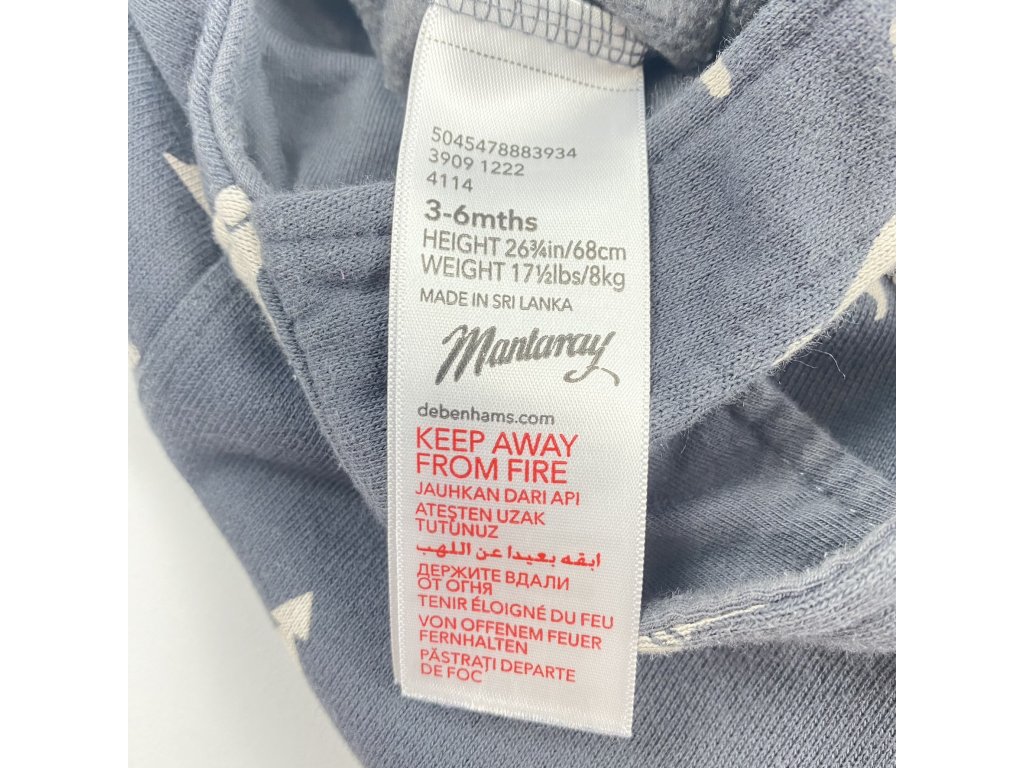 5045478883934
3909 1222
4114
3-6mths
HEIGHT 26¾in/68cm
WEIGHT 17½lbs/8kg
MADE IN SRI LANKA
Mantaray
debenhams.com
KEEP AWAY
FROM FIRE
JAUHKAN DARI API
ATEŞTEN UZAK
TUTUNUZ
ابقه بعيدا عن اللهب
ДЕРЖИТЕ ВДАЛИ
ОТ ОГНЯ
TENIR ÉLOIGNÉ DU FEU
VON OFFENEM FEUER
FERNHALTEN
PĂSTRAȚI DEPARTE
DE FOC